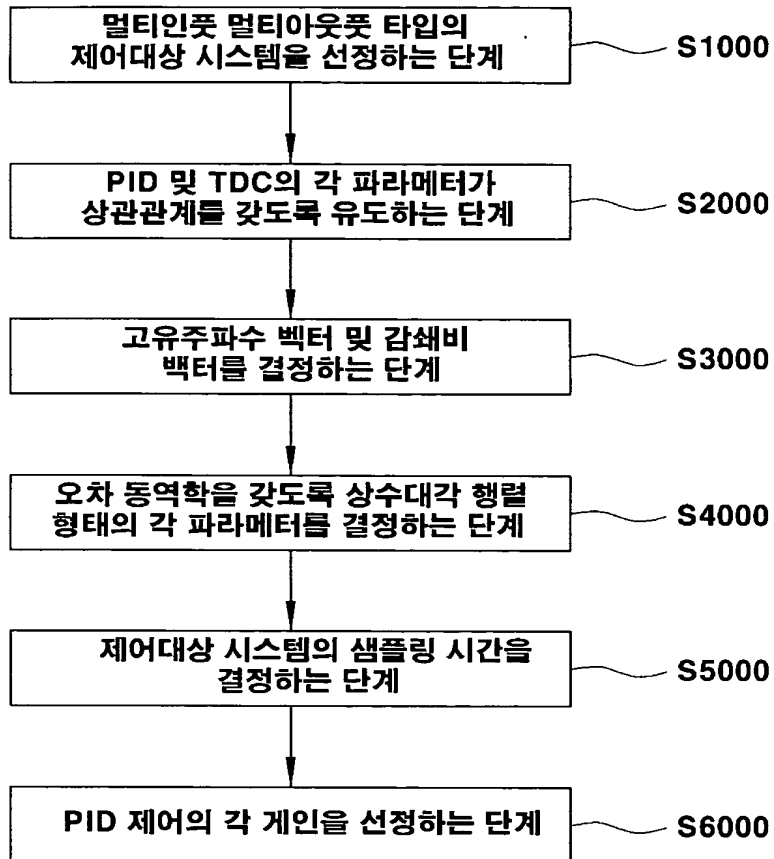 멀티인풋 멀티아웃풋 타입의
제어대상 시스템을 선정하는 단계
S1000
PID 및 TDC의 각 파라메터가
상관관계를 갖도록 유도하는 단계
S2000
고유주파수 벡터 및 감쇄비
백터를 결정하는 단계
S3000
오차 동역학을 갖도록 상수대각 행렬
형태의 각 파라메터를 결정하는 단계
S4000
제어대상 시스템의 샘플링 시간을
결정하는 단계
S5000
PID 제어의 각 게인을 선정하는 단계
S6000